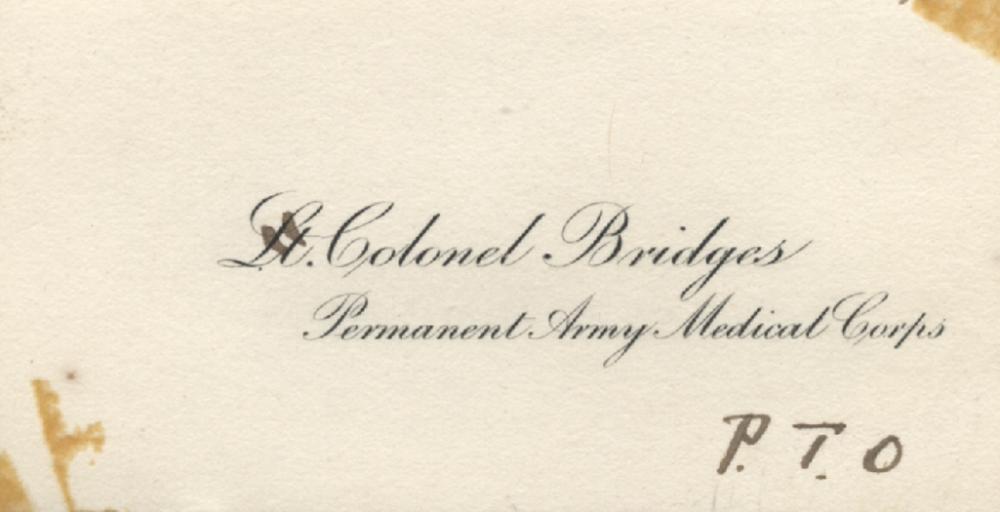 Lt. Colonel Bridges
Permanent Army Medical Corps
P. T. O